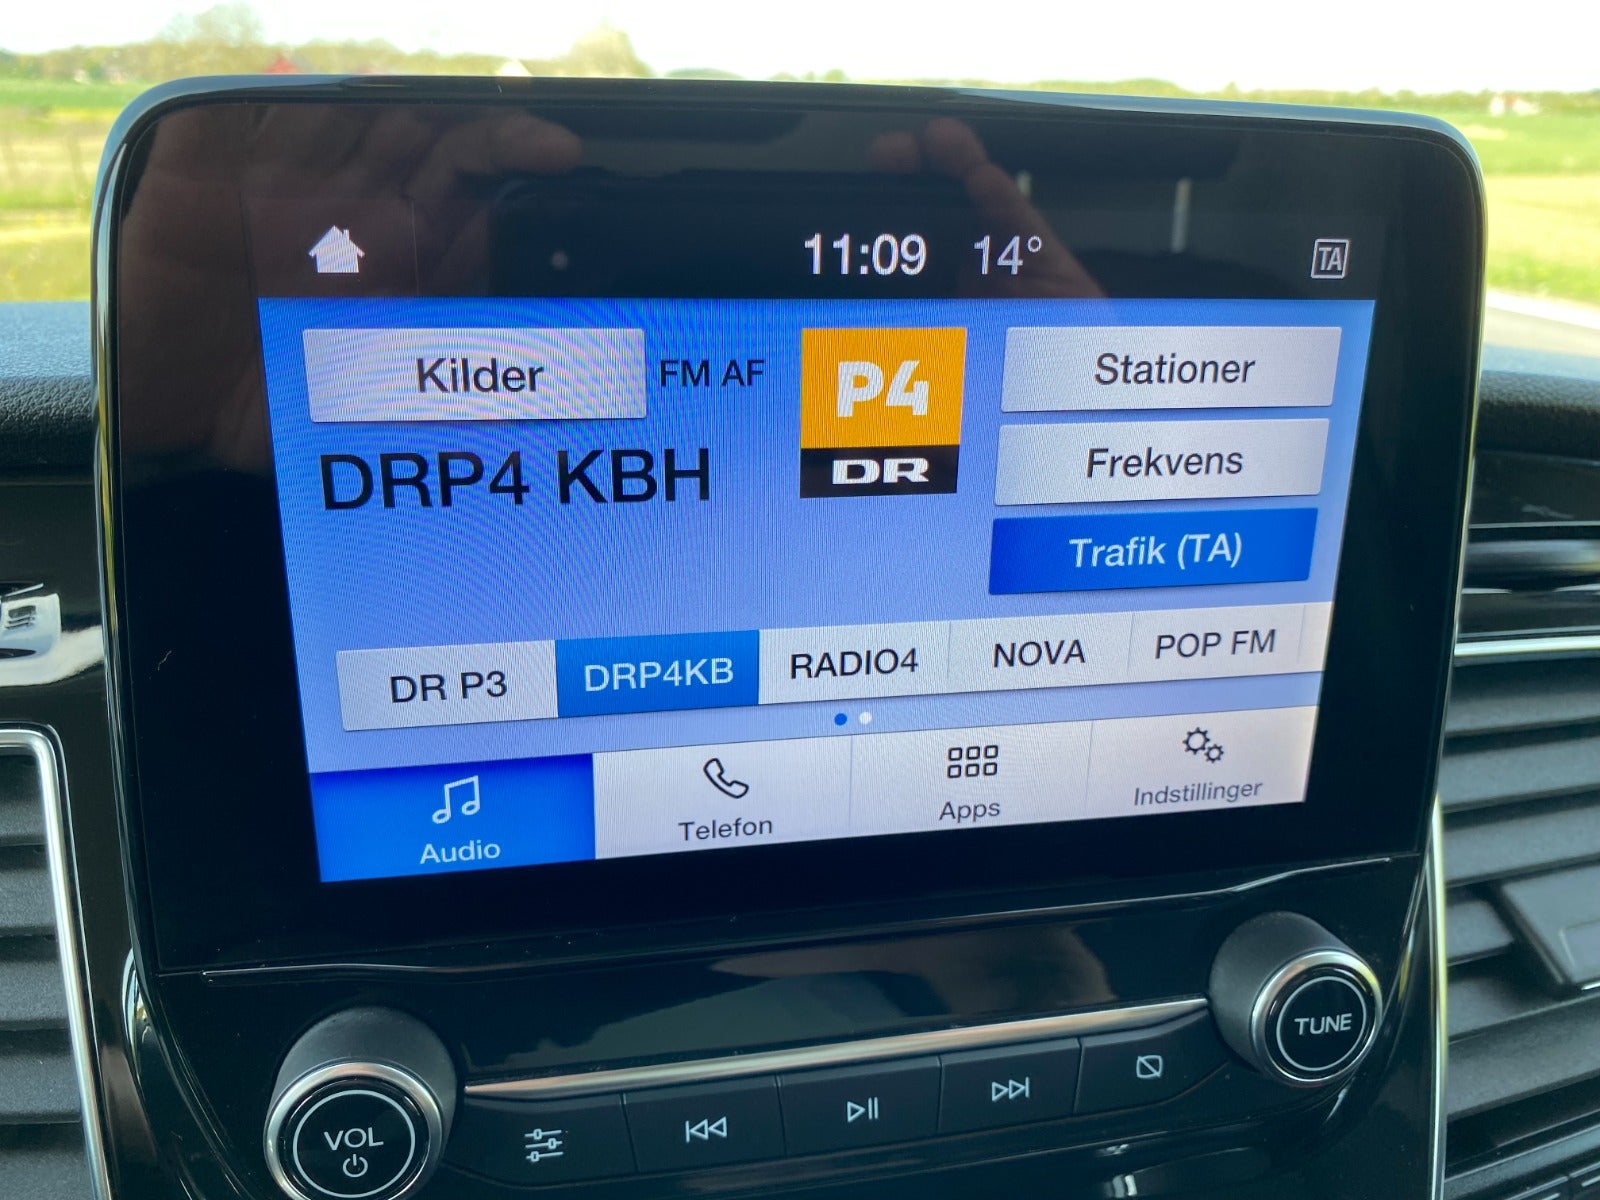 11:09 14° TA
Kilder FM AF P4 DR Stationer
DRP4 KBH Frekvens
Trafik (TA)
DR P3 DRP4KB RADIO4 NOVA POP FM
Audio Telefon Apps Indstillinger
VOL TUNE